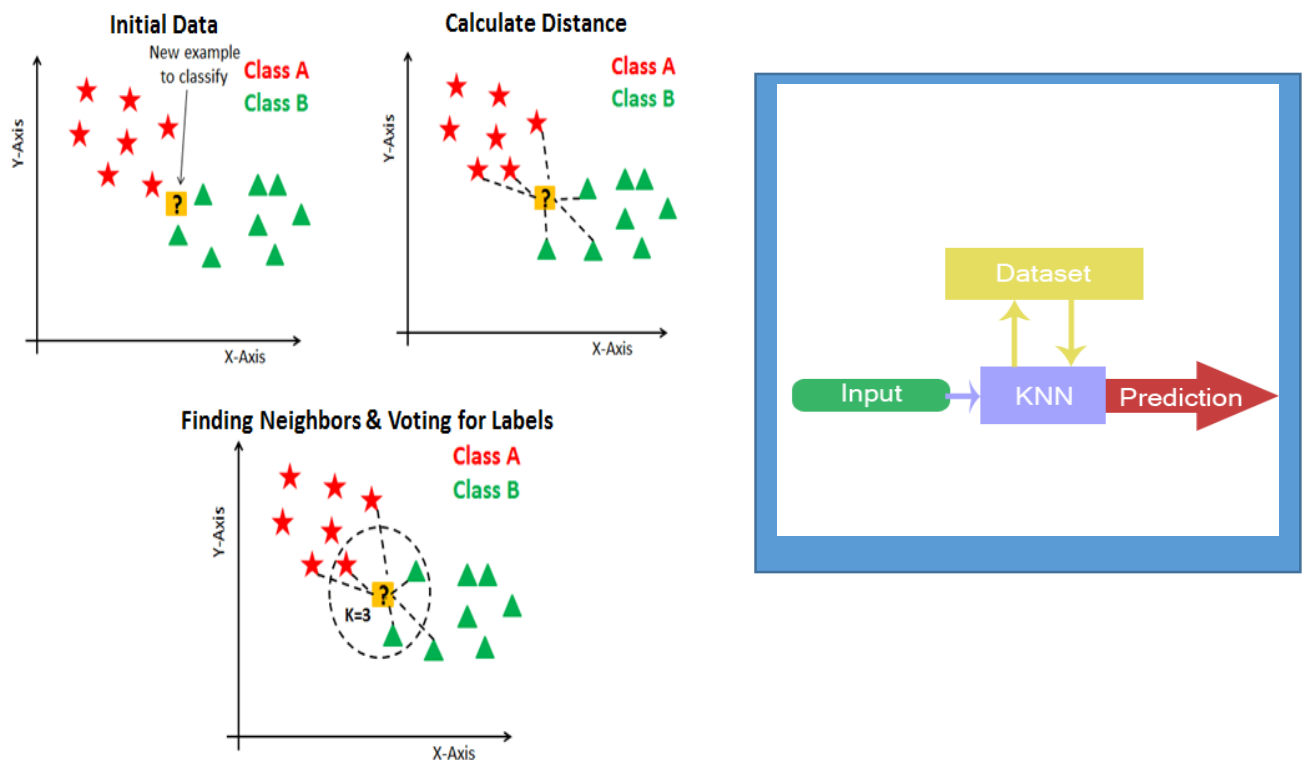 Initial Data
New example
to classify
Class A
Class B
?
Y-Axis
X-Axis
Calculate Distance
Class A
Class B
?
Y-Axis
X-Axis
Finding Neighbors & Voting for Labels
Class A
Class B
?
K=3
Y-Axis
X-Axis
Dataset
Input
KNN
Prediction